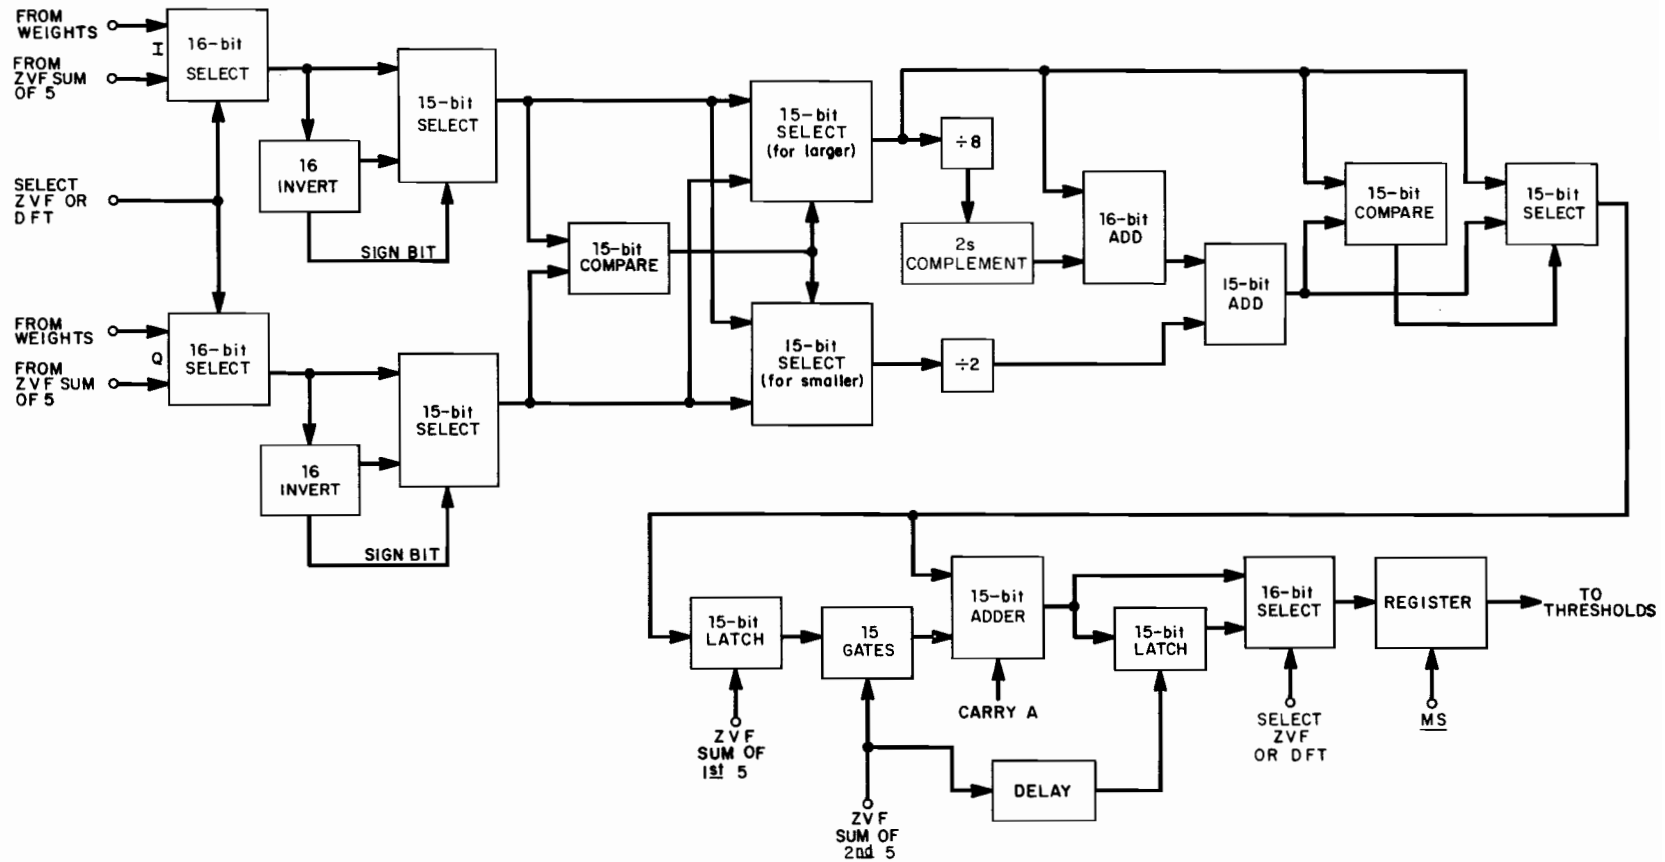 FROM
WEIGHTS
I
FROM
ZVF SUM
OF 5
16-bit
SELECT
15-bit
SELECT
16
INVERT
SIGN BIT
SELECT
ZVF OR
DFT
FROM
WEIGHTS
Q
FROM
ZVF SUM
OF 5
16-bit
SELECT
15-bit
SELECT
16
INVERT
SIGN BIT
15-bit
COMPARE
15-bit
SELECT
(for larger)
15-bit
SELECT
(for smaller)
÷8
2s
COMPLEMENT
÷2
16-bit
ADD
15-bit
ADD
15-bit
COMPARE
15-bit
SELECT
15-bit
LATCH
ZVF
SUM OF
1st 5
15
GATES
ZVF
SUM OF
2nd 5
15-bit
ADDER
CARRY A
DELAY
15-bit
LATCH
16-bit
SELECT
SELECT
ZVF
OR DFT
REGISTER
MS
TO
THRESHOLDS